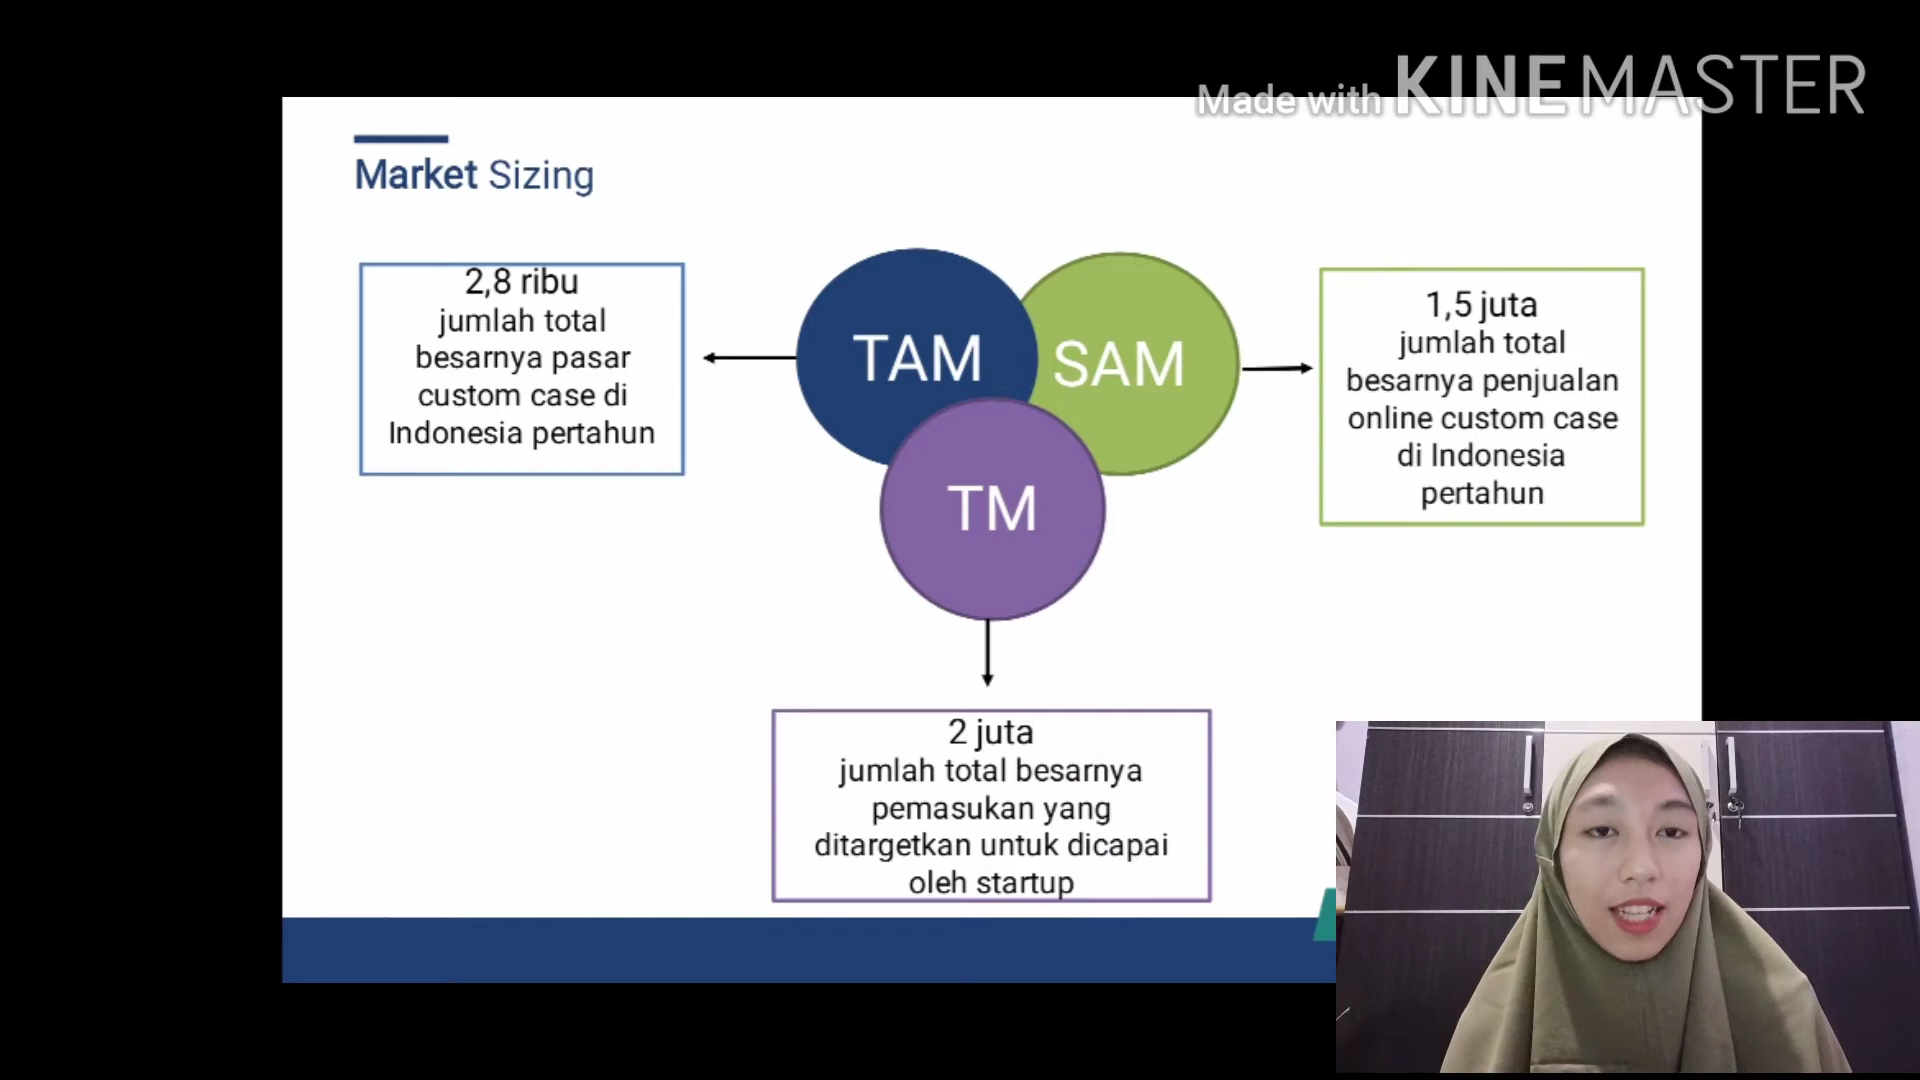 Made with KINEMASTER
Market Sizing
2,8 ribu
jumlah total
besarnya pasar
custom case di
Indonesia pertahun
TAM
SAM
TM
1,5 juta
jumlah total
besarnya penjualan
online custom case
di Indonesia
pertahun
2 juta
jumlah total besarnya
pemasukan yang
ditargetkan untuk dicapai
oleh startup